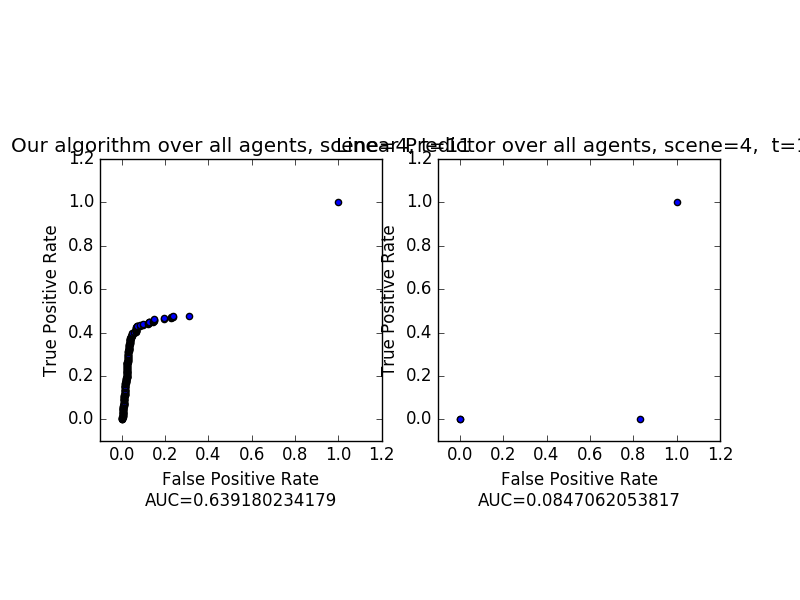 Our algorithm over all agents, scene=4, t=11
Linear Predictor over all agents, scene=4, t=1
1.2
1.0
0.8
0.6
0.4
0.2
0.0
True Positive Rate
0.0 0.2 0.4 0.6 0.8 1.0 1.2
False Positive Rate
AUC=0.639180234179
1.2
1.0
0.8
0.6
0.4
0.2
0.0
True Positive Rate
0.0 0.2 0.4 0.6 0.8 1.0 1.2
False Positive Rate
AUC=0.0847062053817